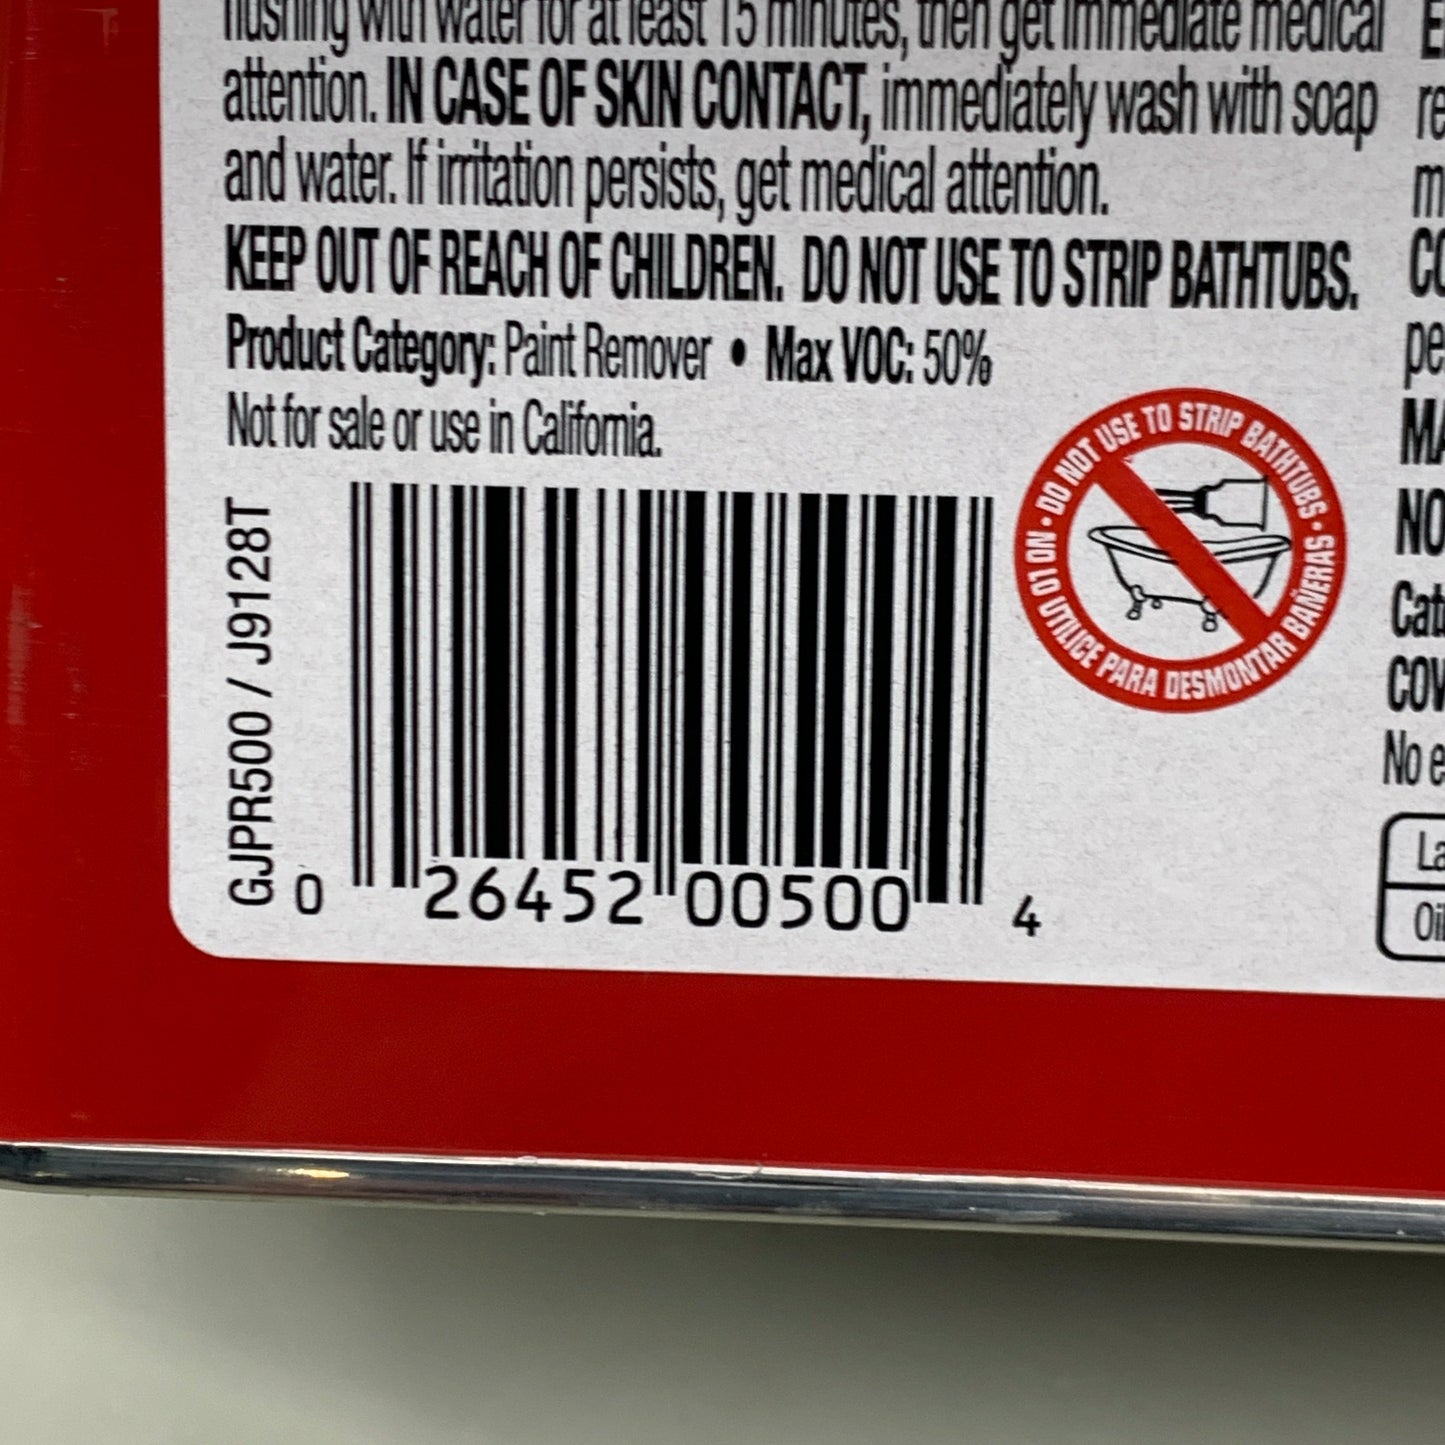 flushing with water for at least 15 minutes, then get immediate medical
attention. IN CASE OF SKIN CONTACT, immediately wash with soap
and water. If irritation persists, get medical attention.
KEEP OUT OF REACH OF CHILDREN. DO NOT USE TO STRIP BATHTUBS.
Product Category: Paint Remover • Max VOC: 50%
Not for sale or use in California.
GJPR500 / J9128T
0 26452 00500 4
• DO NOT USE TO STRIP BATHTUBS •
NO LO UTILICE PARA DESMONTAR BAÑERAS
NO
No